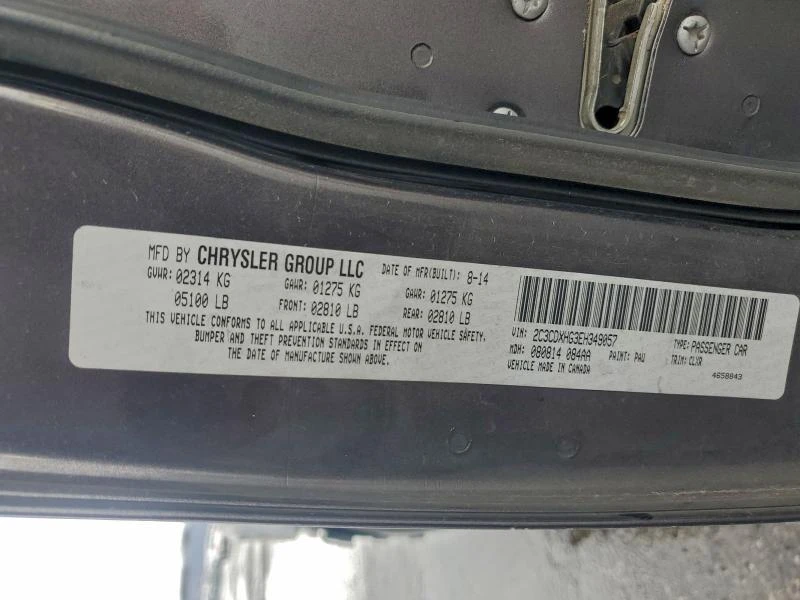 MFD BY CHRYSLER GROUP LLC DATE OF MFR(BUILT): 8-14
GVWR: 02314 KG GAWR: 01275 KG GAWR: 01275 KG
05100 LB FRONT: 02810 LB REAR: 02810 LB
THIS VEHICLE CONFORMS TO ALL APPLICABLE U.S.A. FEDERAL MOTOR VEHICLE SAFETY,
BUMPER AND THEFT PREVENTION STANDARDS IN EFFECT ON
THE DATE OF MANUFACTURE SHOWN ABOVE.
VIN: 2C3CDXHG3EH349057 TYPE: PASSENGER CAR
MDH: 080814 084AA PAINT: PAU TRIM: CLXR
VEHICLE MADE IN CANADA 4658843